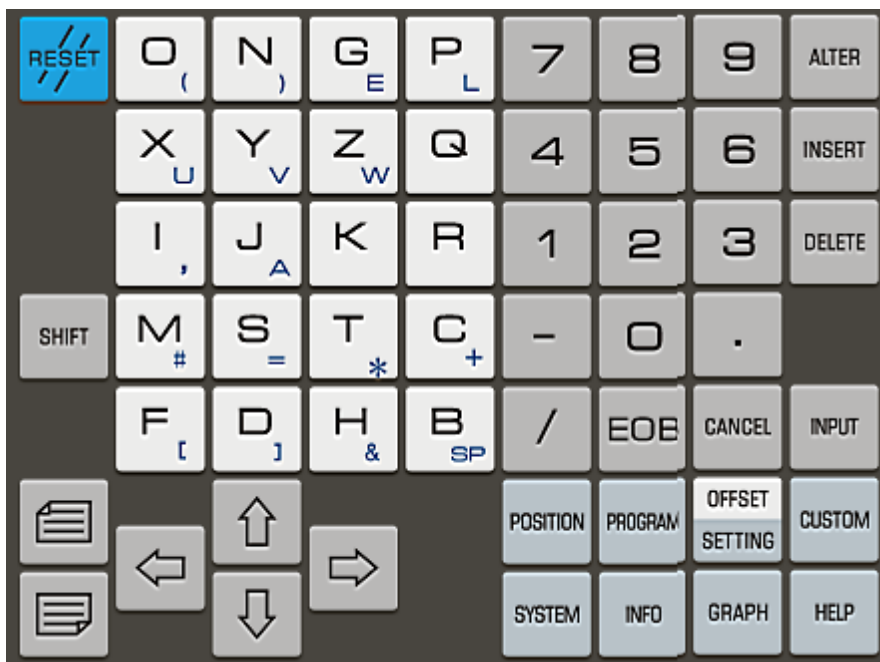 RESET O ( N ) G E P L 7 8 9 ALTER
X U Y V Z W Q 4 5 6 INSERT
I , J A K R 1 2 3 DELETE
SHIFT M # S = T * C + - 0 .
F [ D ] H & B SP / EOB CANCEL INPUT
POSITION PROGRAM OFFSET SETTING CUSTOM
SYSTEM INFO GRAPH HELP